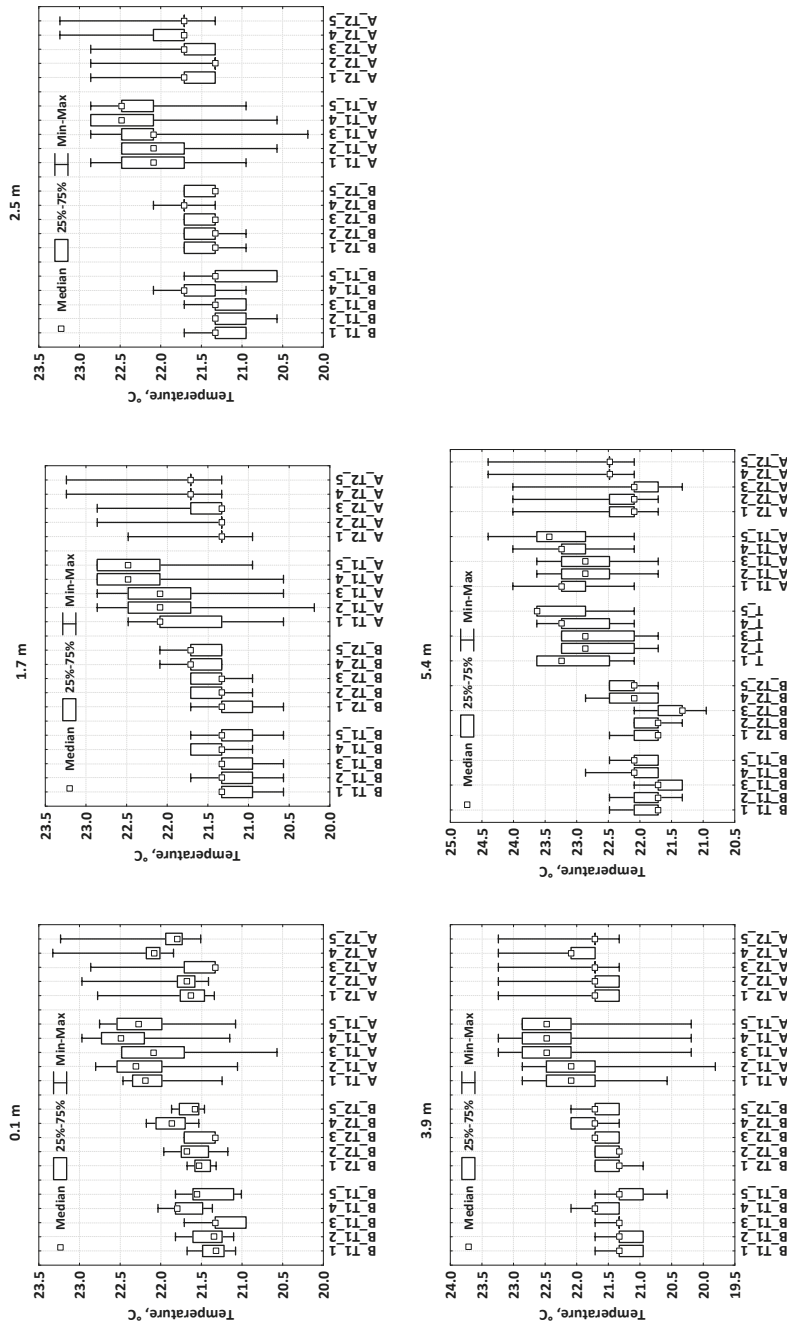 0.1 m
Median 25%-75% Min-Max
Temperature,°C
23.5
23.0
22.5
22.0
21.5
21.0
20.5
20.0
B_T1_1
B_T1_2
B_T1_3
B_T1_4
B_T1_5
B_T2_1
B_T2_2
B_T2_3
B_T2_4
B_T2_5
A_T1_1
A_T1_2
A_T1_3
A_T1_4
A_T1_5
A_T2_1
A_T2_2
A_T2_3
A_T2_4
A_T2_5
1.7 m
Median 25%-75% Min-Max
Temperature,°C
23.5
23.0
22.5
22.0
21.5
21.0
20.5
20.0
B_T1_1
B_T1_2
B_T1_3
B_T1_4
B_T1_5
B_T2_1
B_T2_2
B_T2_3
B_T2_4
B_T2_5
A_T1_1
A_T1_2
A_T1_3
A_T1_4
A_T1_5
A_T2_1
A_T2_2
A_T2_3
A_T2_4
A_T2_5
2.5 m
Median 25%-75% Min-Max
Temperature,°C
23.5
23.0
22.5
22.0
21.5
21.0
20.5
20.0
B_T1_1
B_T1_2
B_T1_3
B_T1_4
B_T1_5
B_T2_1
B_T2_2
B_T2_3
B_T2_4
B_T2_5
A_T1_1
A_T1_2
A_T1_3
A_T1_4
A_T1_5
A_T2_1
A_T2_2
A_T2_3
A_T2_4
A_T2_5
3.9 m
Median 25%-75% Min-Max
Temperature,°C
24.0
23.5
23.0
22.5
22.0
21.5
21.0
20.5
20.0
19.5
B_T1_1
B_T1_2
B_T1_3
B_T1_4
B_T1_5
B_T2_1
B_T2_2
B_T2_3
B_T2_4
B_T2_5
A_T1_1
A_T1_2
A_T1_3
A_T1_4
A_T1_5
A_T2_1
A_T2_2
A_T2_3
A_T2_4
A_T2_5
5.4 m
Median 25%-75% Min-Max
Temperature,°C
25.0
24.5
24.0
23.5
23.0
22.5
22.0
21.5
21.0
20.5
B_T1_1
B_T1_2
B_T1_3
B_T1_4
B_T1_5
B_T2_1
B_T2_2
B_T2_3
B_T2_4
B_T2_5
T_1
T_2
T_3
T_4
T_5
A_T1_1
A_T1_2
A_T1_3
A_T1_4
A_T1_5
A_T2_1
A_T2_2
A_T2_3
A_T2_4
A_T2_5